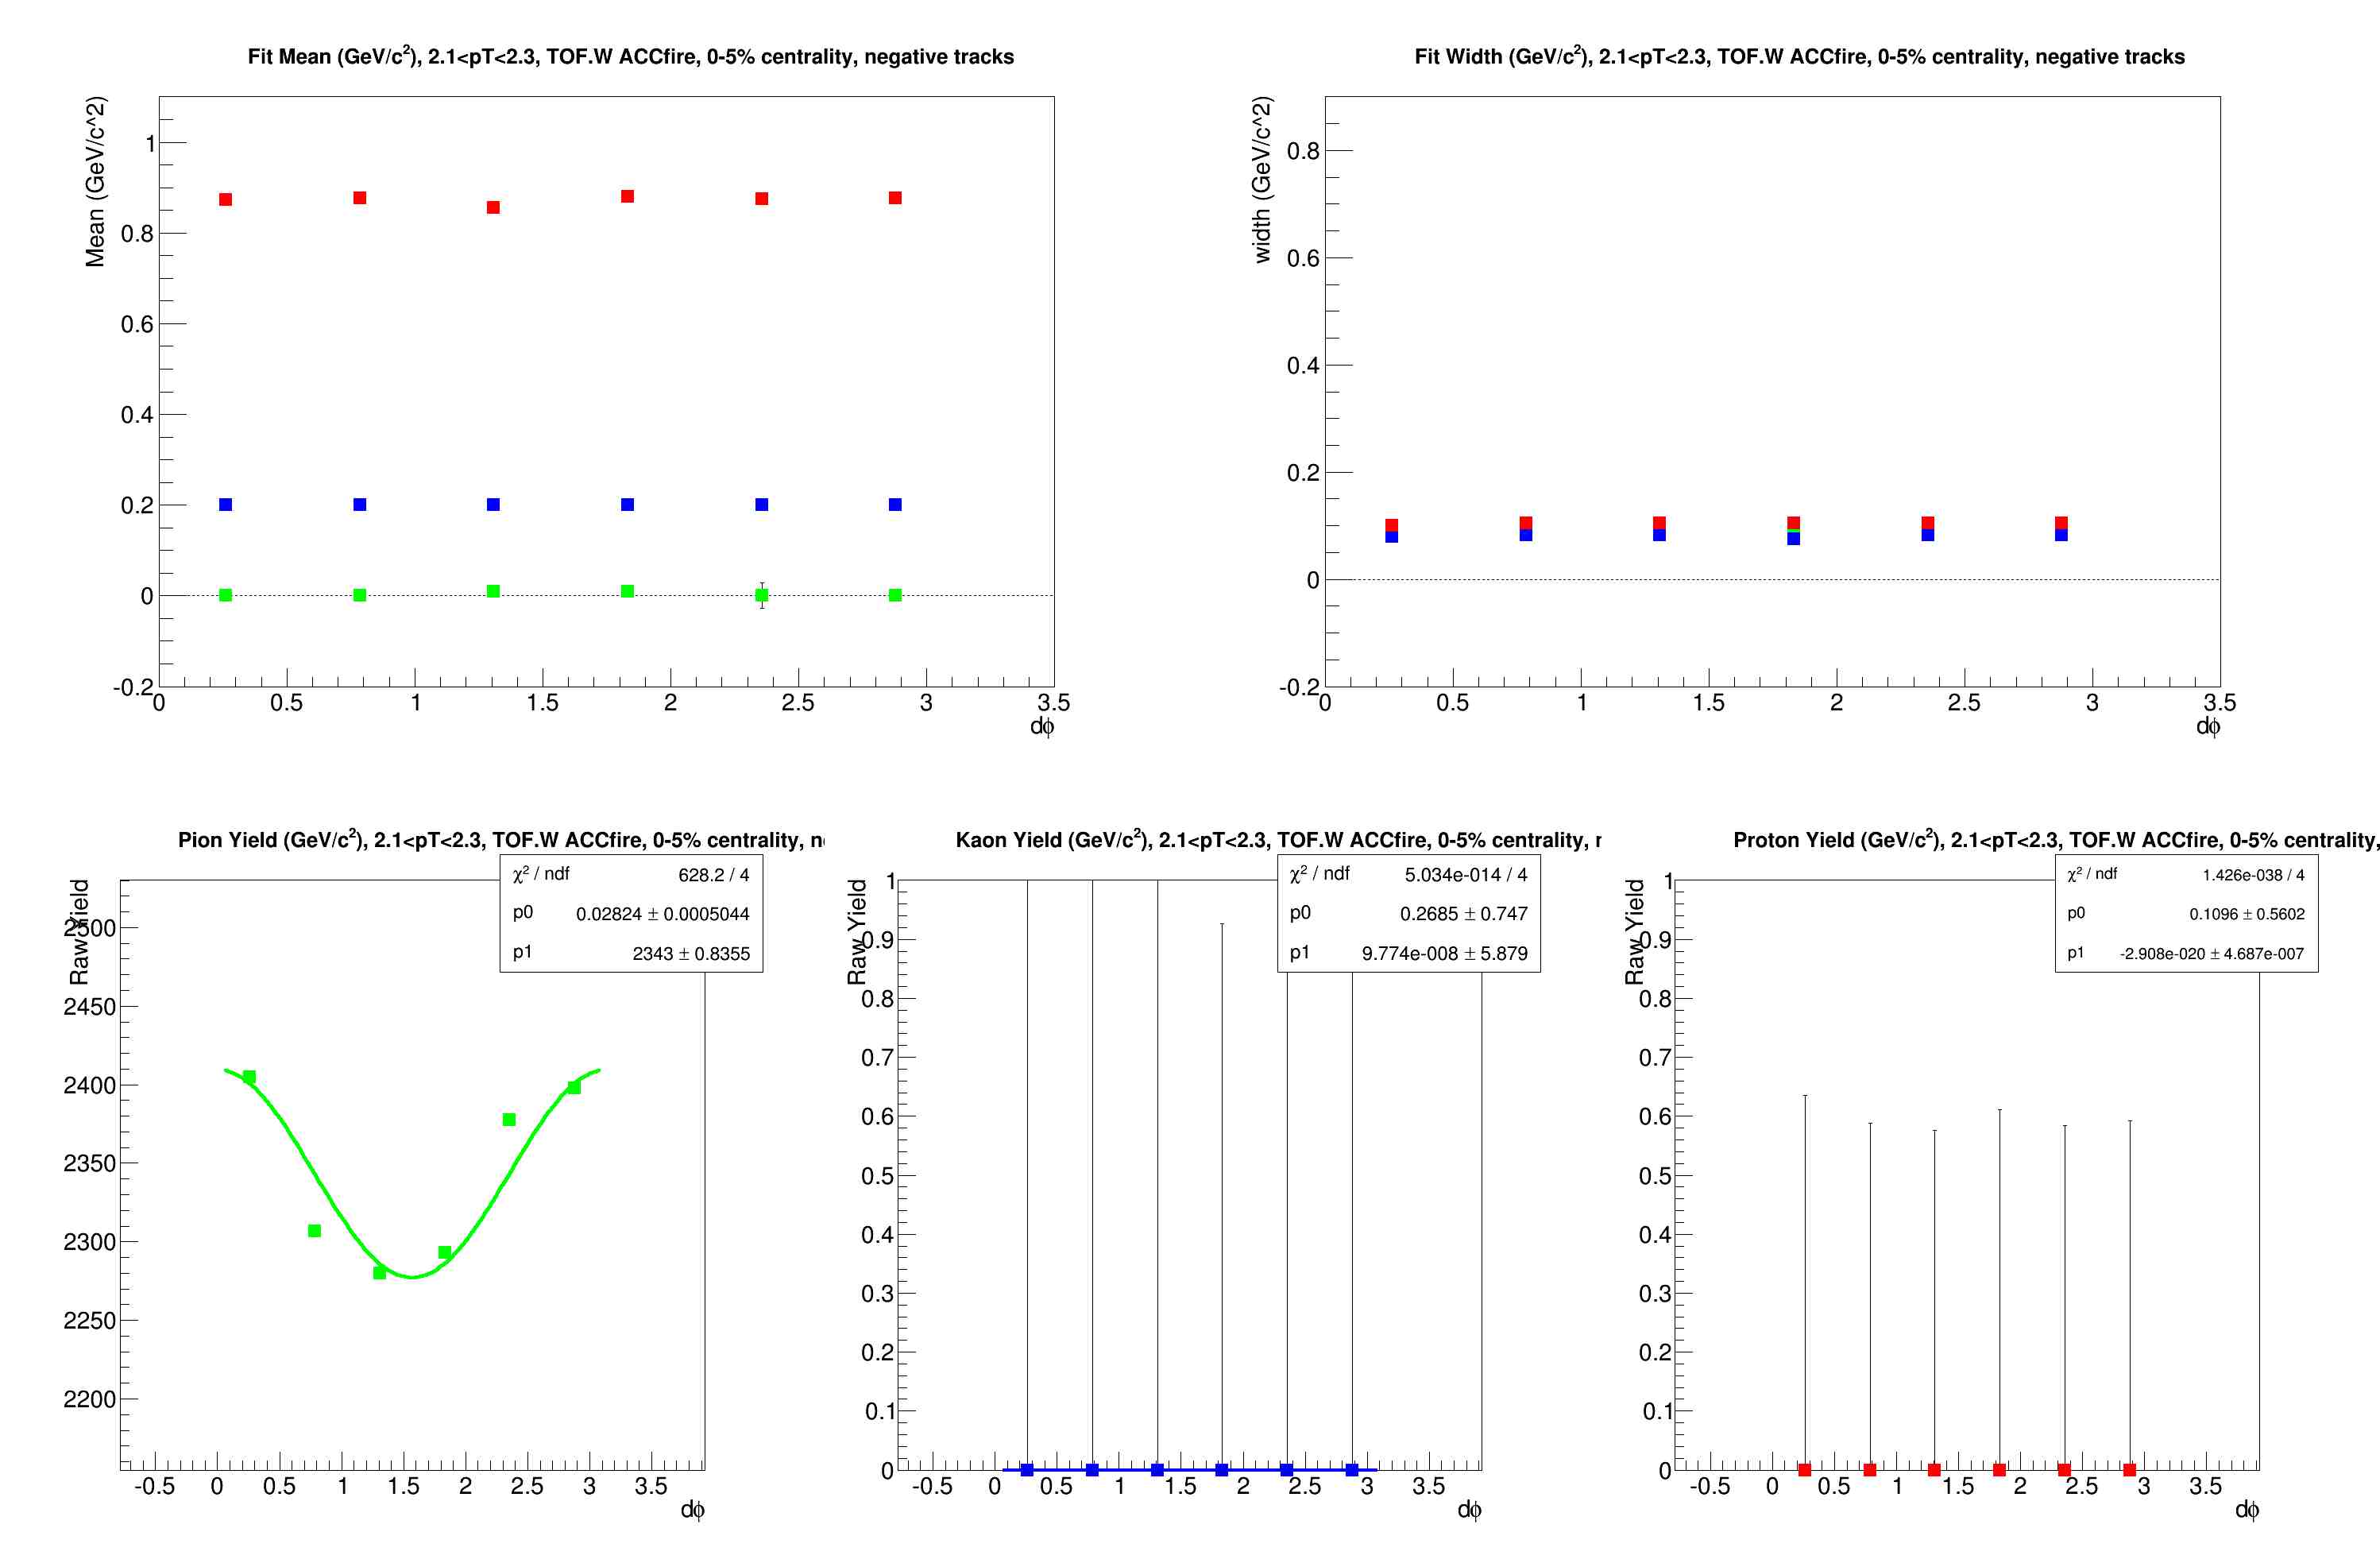 Fit Mean (GeV/c²), 2.1<pT<2.3, TOF.W ACCfire, 0-5% centrality, negative tracks
Mean (GeV/c^2)
1
0.8
0.6
0.4
0.2
0
-0.2
0 0.5 1 1.5 2 2.5 3 3.5
dϕ
Fit Width (GeV/c²), 2.1<pT<2.3, TOF.W ACCfire, 0-5% centrality, negative tracks
width (GeV/c^2)
0.8
0.6
0.4
0.2
0
-0.2
0 0.5 1 1.5 2 2.5 3 3.5
dϕ
Pion Yield (GeV/c²), 2.1<pT<2.3, TOF.W ACCfire, 0-5% centrality, n
χ² / ndf 628.2 / 4
p0 0.02824 ± 0.0005044
p1 2343 ± 0.8355
Raw Yield
2500
2450
2400
2350
2300
2250
2200
-0.5 0 0.5 1 1.5 2 2.5 3 3.5
dϕ
Kaon Yield (GeV/c²), 2.1<pT<2.3, TOF.W ACCfire, 0-5% centrality, r
χ² / ndf 5.034e-014 / 4
p0 0.2685 ± 0.747
p1 9.774e-008 ± 5.879
Raw Yield
1
0.9
0.8
0.7
0.6
0.5
0.4
0.3
0.2
0.1
0
-0.5 0 0.5 1 1.5 2 2.5 3 3.5
dϕ
Proton Yield (GeV/c²), 2.1<pT<2.3, TOF.W ACCfire, 0-5% centrality,
χ² / ndf 1.426e-038 / 4
p0 0.1096 ± 0.5602
p1 -2.908e-020 ± 4.687e-007
Raw Yield
1
0.9
0.8
0.7
0.6
0.5
0.4
0.3
0.2
0.1
0
-0.5 0 0.5 1 1.5 2 2.5 3 3.5
dϕ